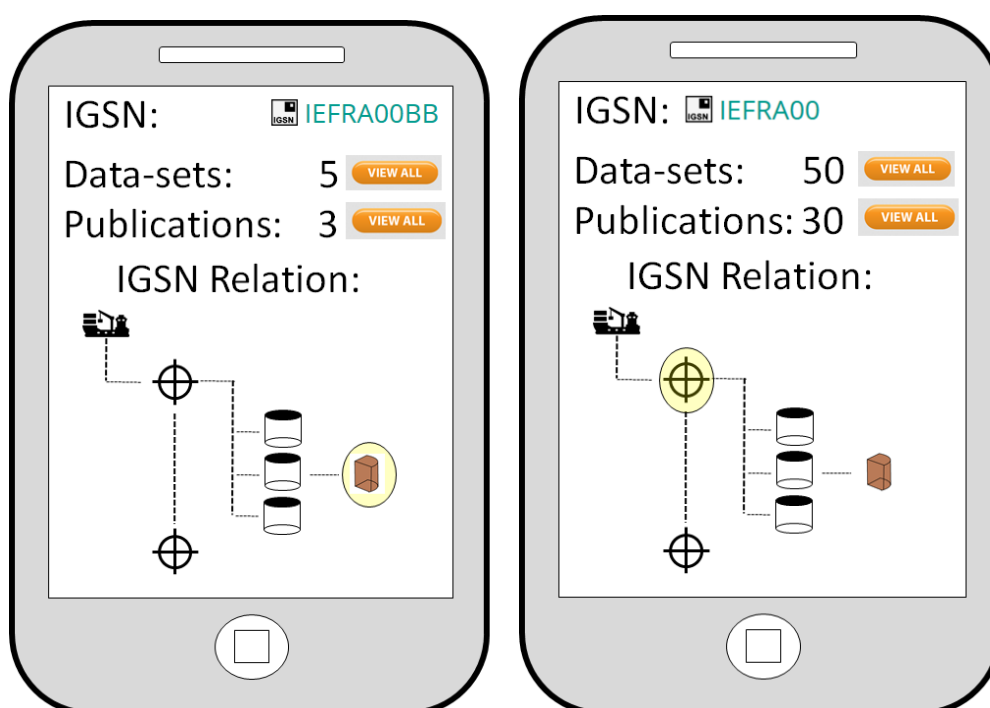 IGSN: IGSN IEFRA00BB
Data-sets: 5 VIEW ALL
Publications: 3 VIEW ALL
IGSN Relation:
IGSN: IGSN IEFRA00
Data-sets: 50 VIEW ALL
Publications: 30 VIEW ALL
IGSN Relation: